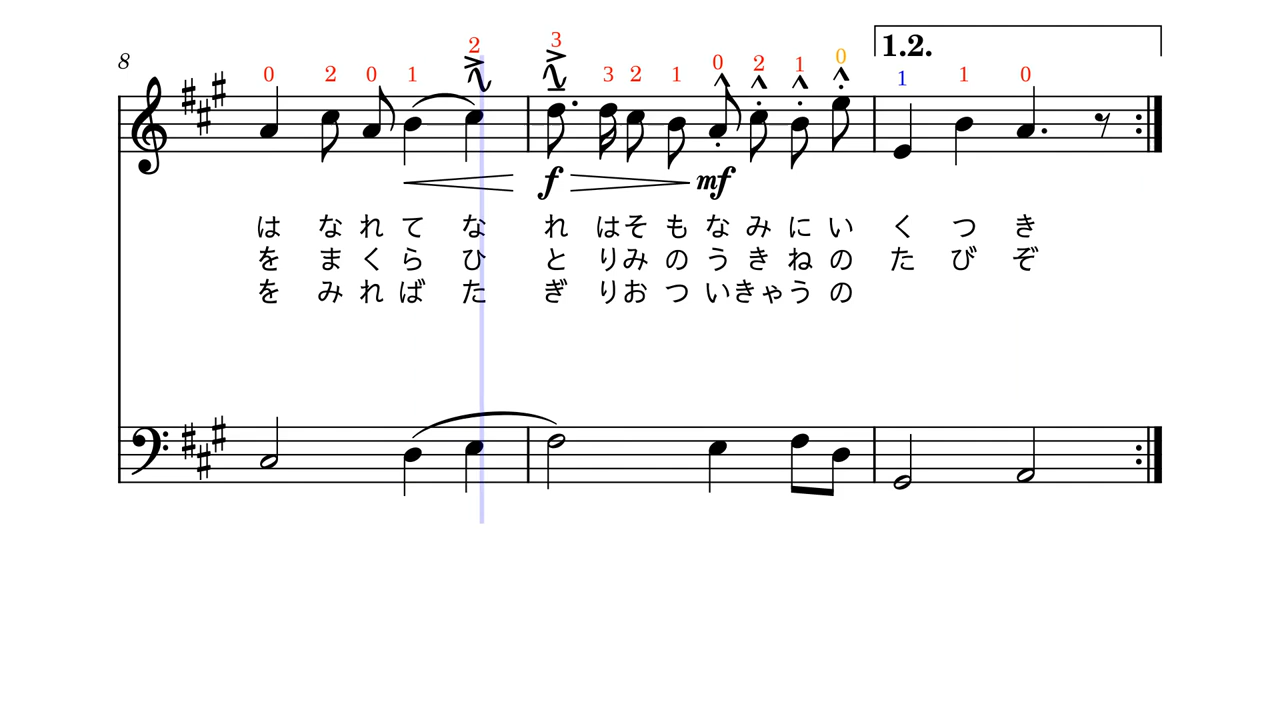 1.2.
8
0 2 0 1 2 3 3 2 1 0 2 1 0 1 1 0
f mf
は な れ て な れ は そ も な み に い く つ き
を ま く ら ひ と り み の う き ね の た び ぞ
を み れ ば た ぎ り お つ い きゃ う の